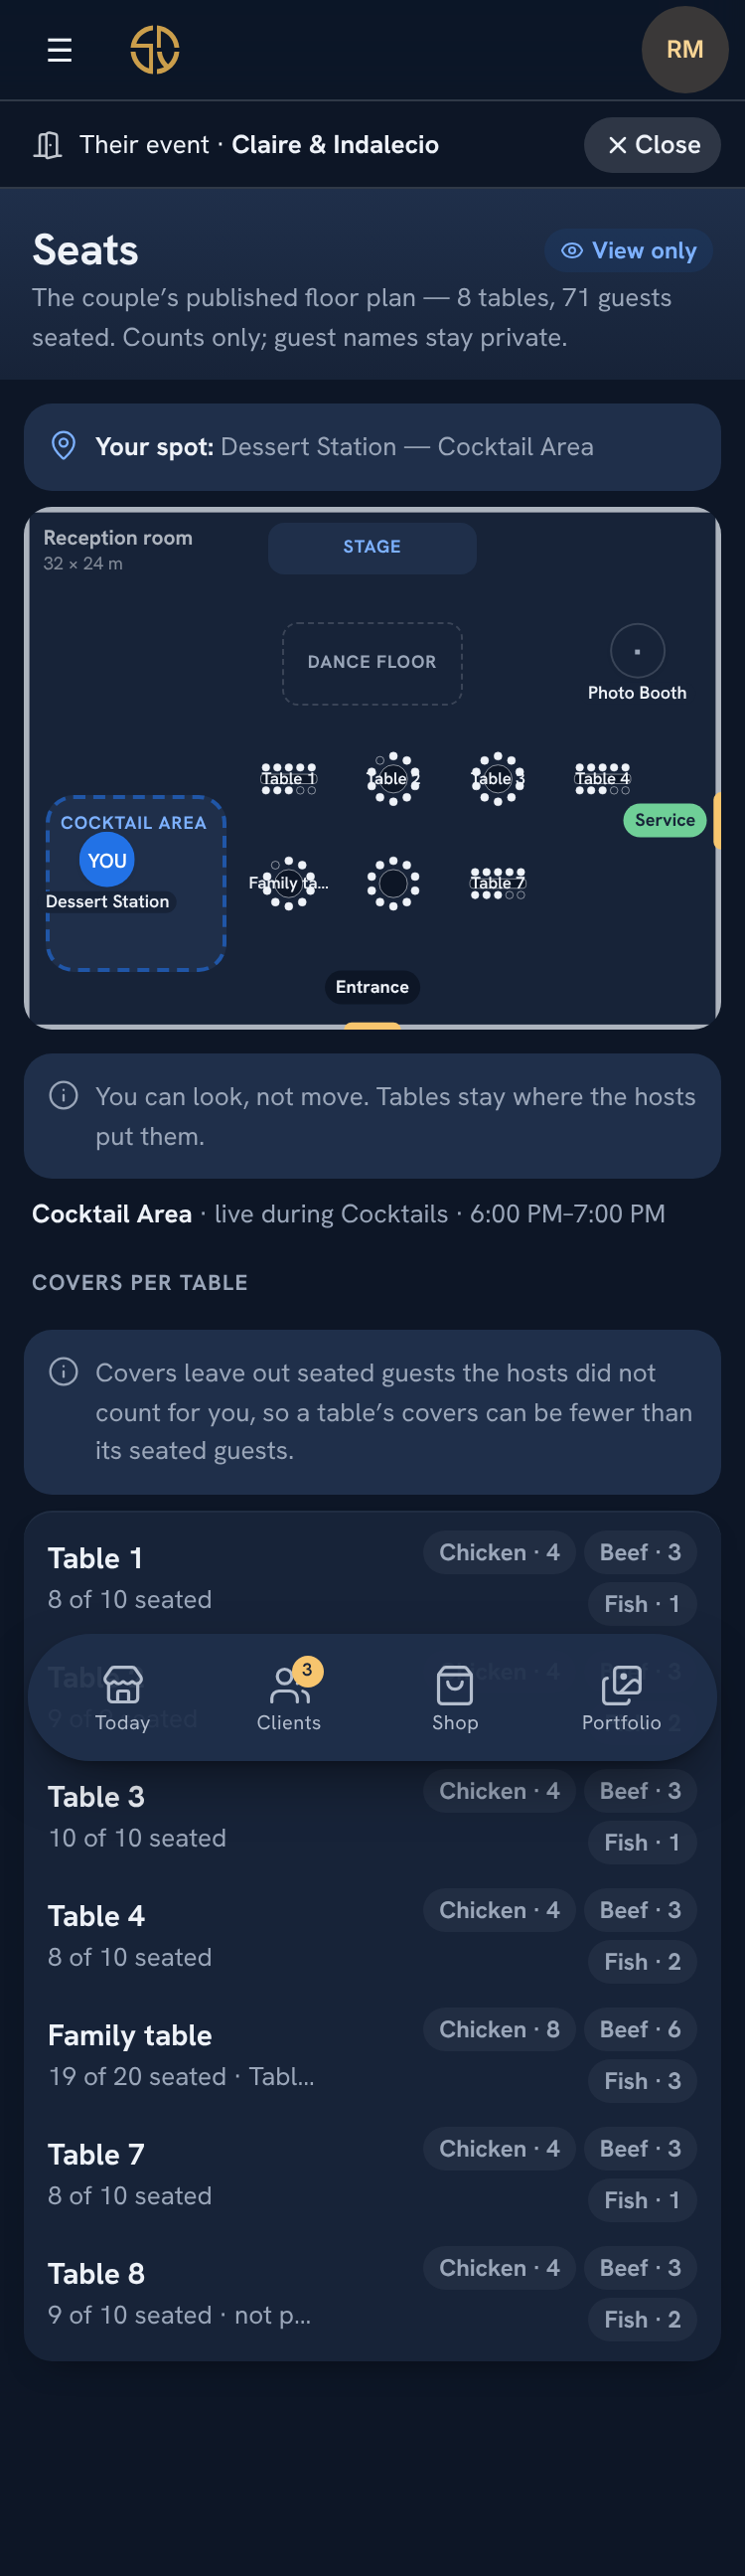 RM
Their event · Claire & Indalecio
Close
Seats
View only
The couple’s published floor plan — 8 tables, 71 guests
seated. Counts only; guest names stay private.
Your spot: Dessert Station — Cocktail Area
Reception room
32 × 24 m
STAGE
DANCE FLOOR
Photo Booth
Table 1
Table 2
Table 3
Table 4
COCKTAIL AREA
Service
YOU
Dessert Station
Family ta...
Table 7
Entrance
You can look, not move. Tables stay where the hosts
put them.
Cocktail Area · live during Cocktails · 6:00 PM–7:00 PM
COVERS PER TABLE
Covers leave out seated guests the hosts did not
count for you, so a table’s covers can be fewer than
its seated guests.
Table 1
Chicken · 4
Beef · 3
8 of 10 seated
Fish · 1
3
Today
Clients
Shop
Portfolio
Table 3
Chicken · 4
Beef · 3
10 of 10 seated
Fish · 1
Table 4
Chicken · 4
Beef · 3
8 of 10 seated
Fish · 2
Family table
Chicken · 8
Beef · 6
19 of 20 seated · Tabl...
Fish · 3
Table 7
Chicken · 4
Beef · 3
8 of 10 seated
Fish · 1
Table 8
Chicken · 4
Beef · 3
9 of 10 seated · not p...
Fish · 2